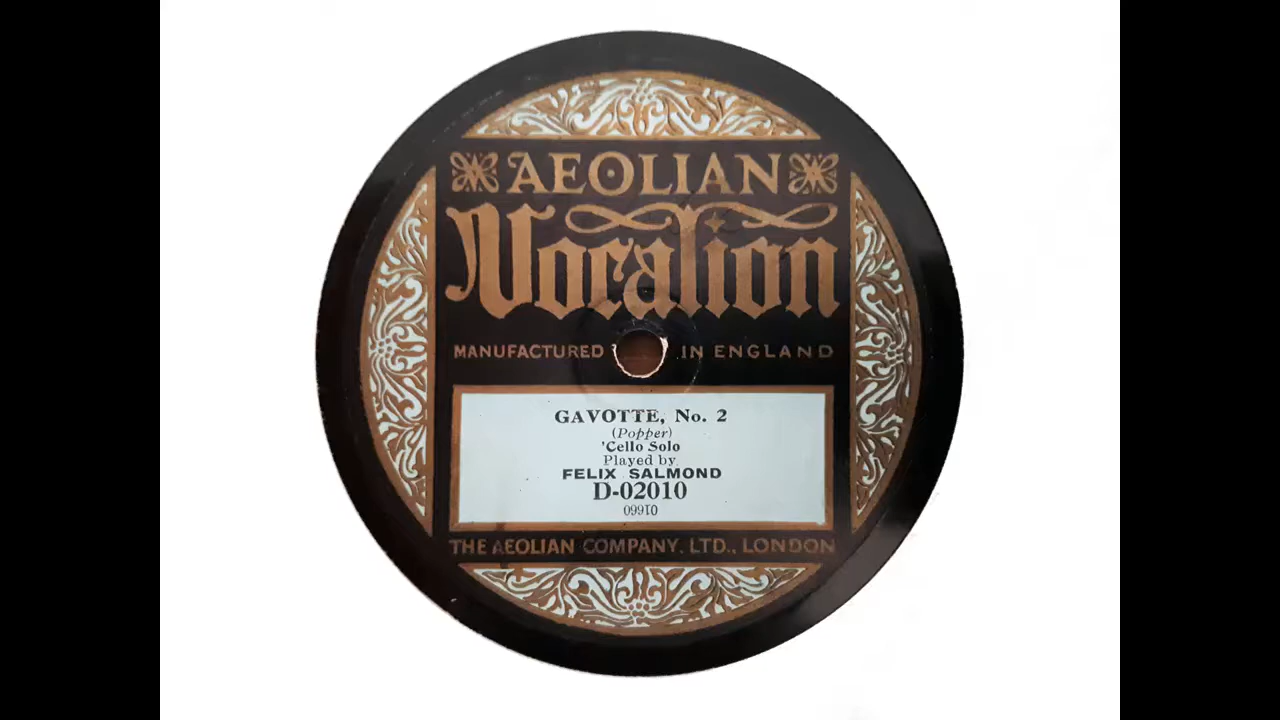 AEOLIAN
Vocalion
MANUFACTURED IN ENGLAND
GAVOTTE, No. 2
(Popper)
'Cello Solo
Played by
FELIX SALMOND
D-02010
09910
THE AEOLIAN COMPANY, LTD., LONDON